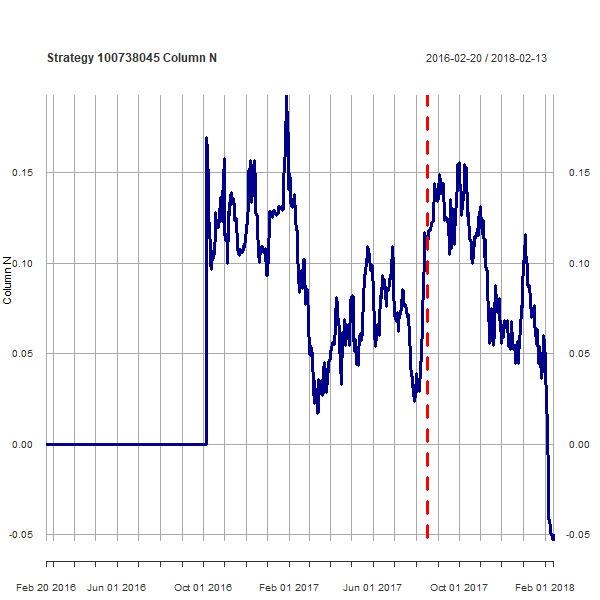 Strategy 100738045 Column N 2016-02-20 / 2018-02-13
0.15 0.15
0.10 0.10
Column N
0.05 0.05
0.00 0.00
-0.05 -0.05
Feb 20 2016 Jun 01 2016 Oct 01 2016 Feb 01 2017 Jun 01 2017 Oct 01 2017 Feb 01 2018